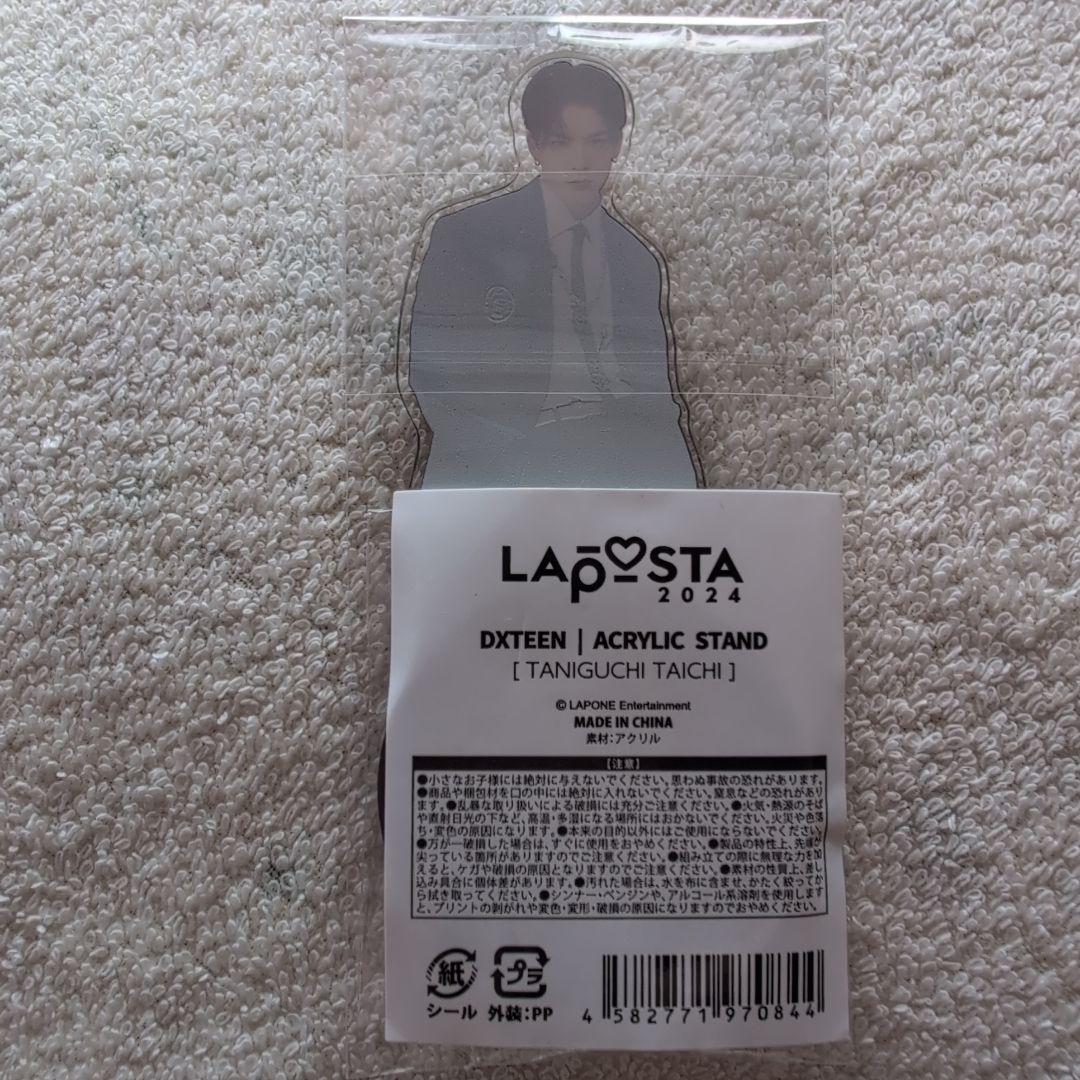 LAPOSTA
2024
DXTEEN | ACRYLIC STAND
[ TANIGUCHI TAICHI ]
© LAPONE Entertainment
MADE IN CHINA
素材:アクリル
【注意】
●小さなお子様には絶対に与えないでください。思わぬ事故の恐れがあります。
●商品や梱包材を口の中には絶対に入れないでください。窒息などの恐れがあり
ます。●乱暴な取り扱いによる破損には充分ご注意ください。●火気・熱源のそば
や直射日光の下など、高温・多湿になる場所にはおかないでください。火災や色落
ち・変色の原因になります。●本来の目的以外にはご使用にならないでください。
●万が一破損した場合は、すぐに使用をおやめください。●製品の特性上、先端が
尖っている箇所がありますのでご注意ください。●組み立ての際に無理な力を加
えると、ケガや破損の原因となりますのでご注意ください。●素材の性質上、差し
込み具合に個体差があります。●汚れた場合は、水を布に含ませ、かたく絞ってか
ら拭き取ってください。●シンナー・ベンジンや、アルコール系溶剤を使用します
と、プリントの剥がれや変色・変形・破損の原因になりますのでおやめください。
紙 プラ
シール 外装:PP
4 582771 970844